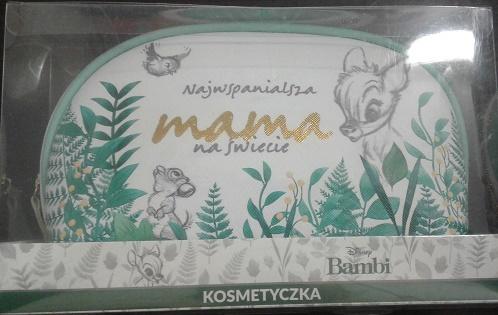 Najwspanialsza
mama
na świecie
Disney
Bambi
KOSMETYCZKA